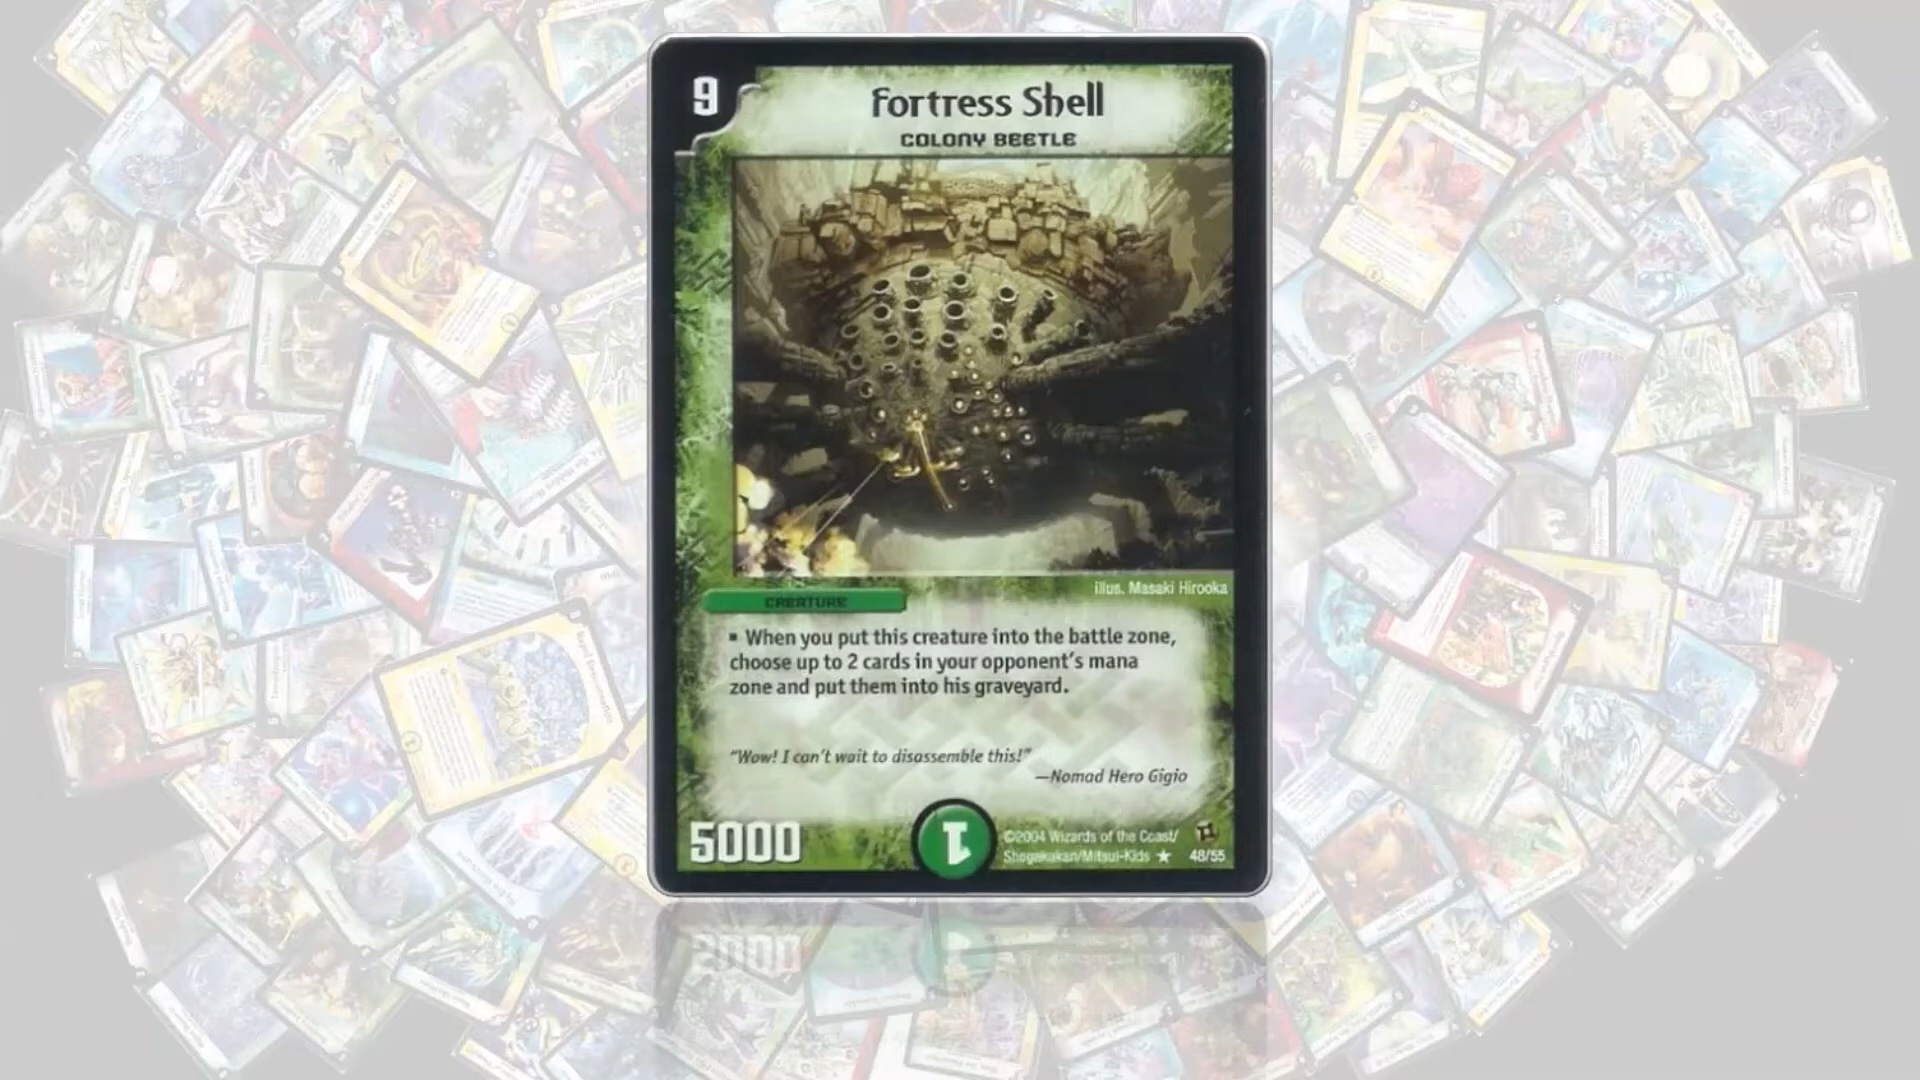 9
Fortress Shell
COLONY BEETLE
illus. Masaki Hirooka
CREATURE
▪ When you put this creature into the battle zone,
choose up to 2 cards in your opponent's mana
zone and put them into his graveyard.
"Wow! I can't wait to disassemble this!"
—Nomad Hero Gigio
5000
1
©2004 Wizards of the Coast/
Shogakukan/Mitsui-Kids ★ 48/55